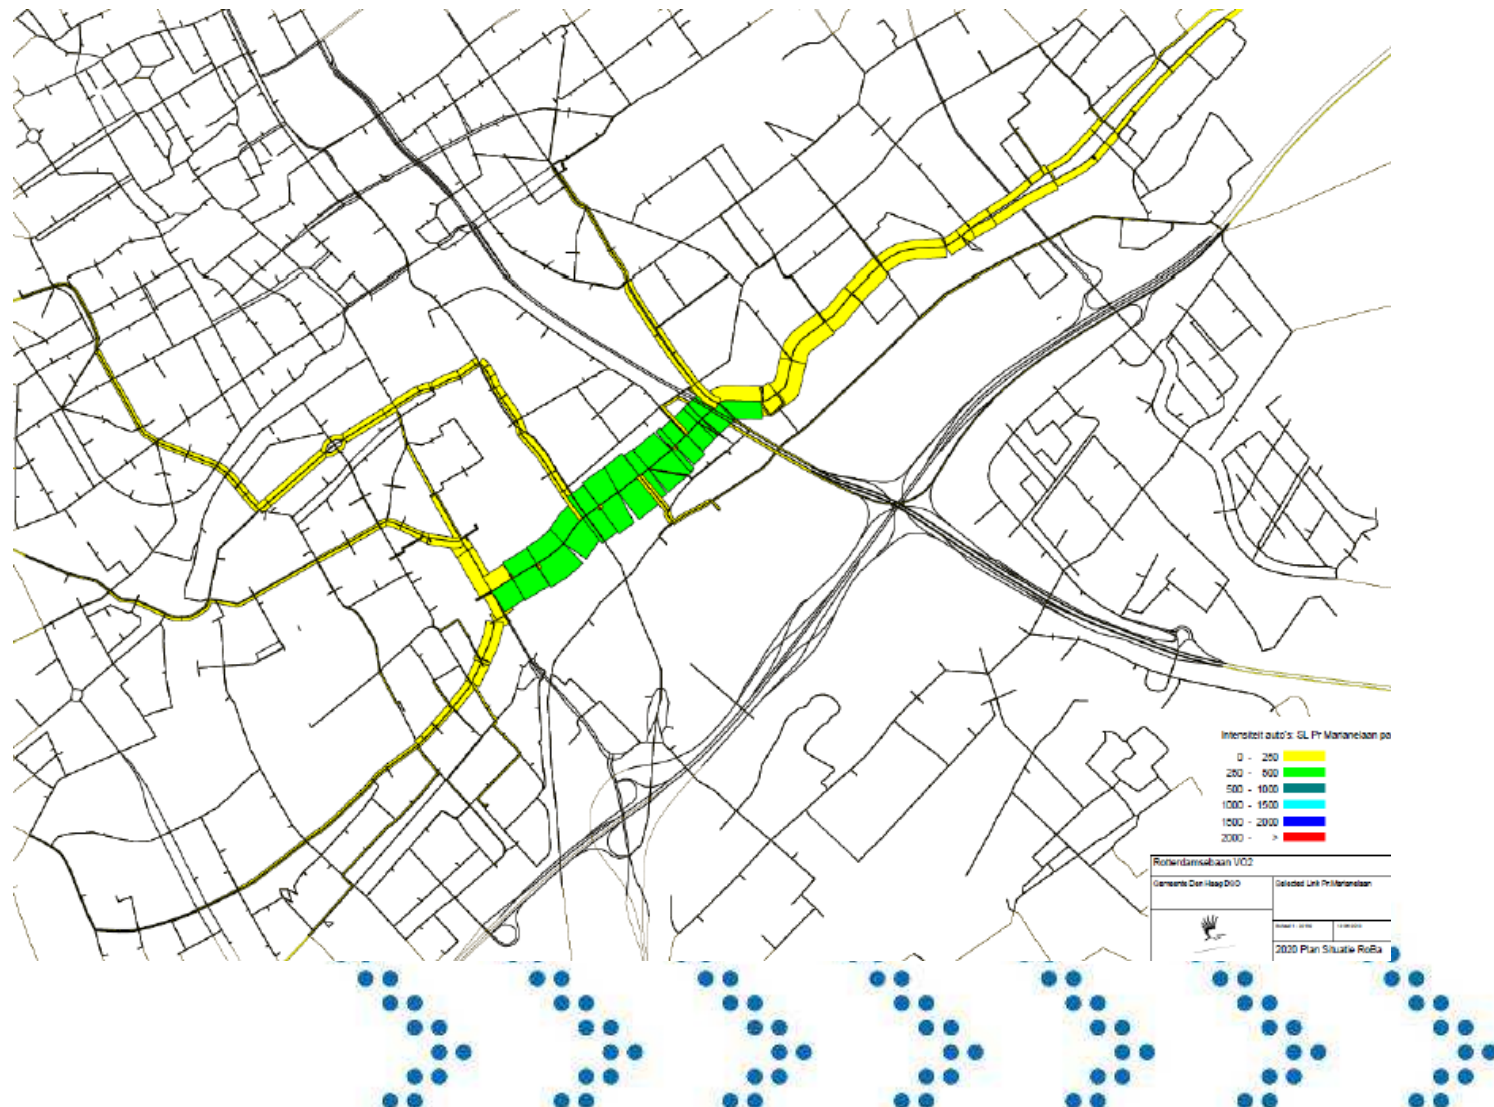 Intensiteit auto's: SL Pr Marianelaan pa
0 - 250
250 - 500
500 - 1000
1000 - 1500
1500 - 2000
2000 - >
Rotterdamsebaan VO2
Gemeente Den Haag DSO
Selected Link Pr.Marianelaan
2020 Plan Situatie RoBa